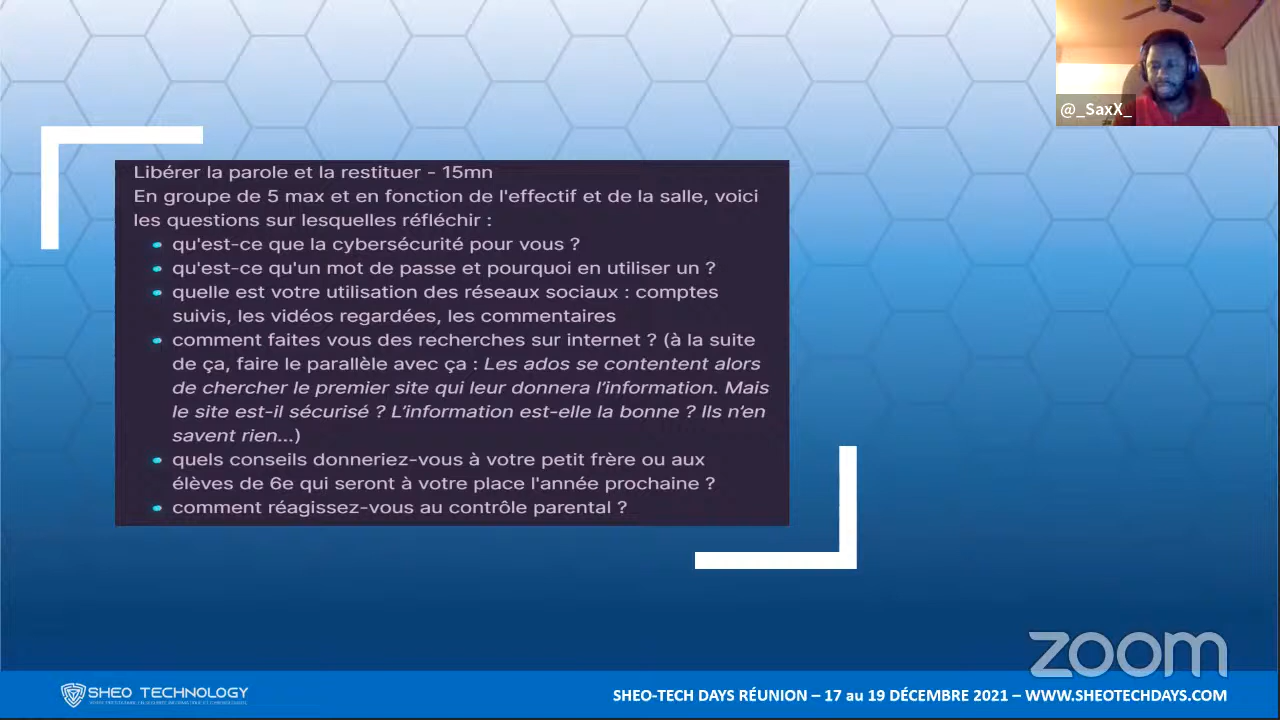 @_SaxX_
Libérer la parole et la restituer - 15mn
En groupe de 5 max et en fonction de l'effectif et de la salle, voici
les questions sur lesquelles réfléchir :
qu'est-ce que la cybersécurité pour vous ?
qu'est-ce qu'un mot de passe et pourquoi en utiliser un ?
quelle est votre utilisation des réseaux sociaux : comptes
suivis, les vidéos regardées, les commentaires
comment faites vous des recherches sur internet ? (à la suite
de ça, faire le parallèle avec ça : Les ados se contentent alors
de chercher le premier site qui leur donnera l’information. Mais
le site est-il sécurisé ? L’information est-elle la bonne ? Ils n’en
savent rien...)
quels conseils donneriez-vous à votre petit frère ou aux
élèves de 6e qui seront à votre place l'année prochaine ?
comment réagissez-vous au contrôle parental ?
zoom
SHEO TECHNOLOGY
SHEO-TECH DAYS RÉUNION – 17 au 19 DÉCEMBRE 2021 – WWW.SHEOTECHDAYS.COM